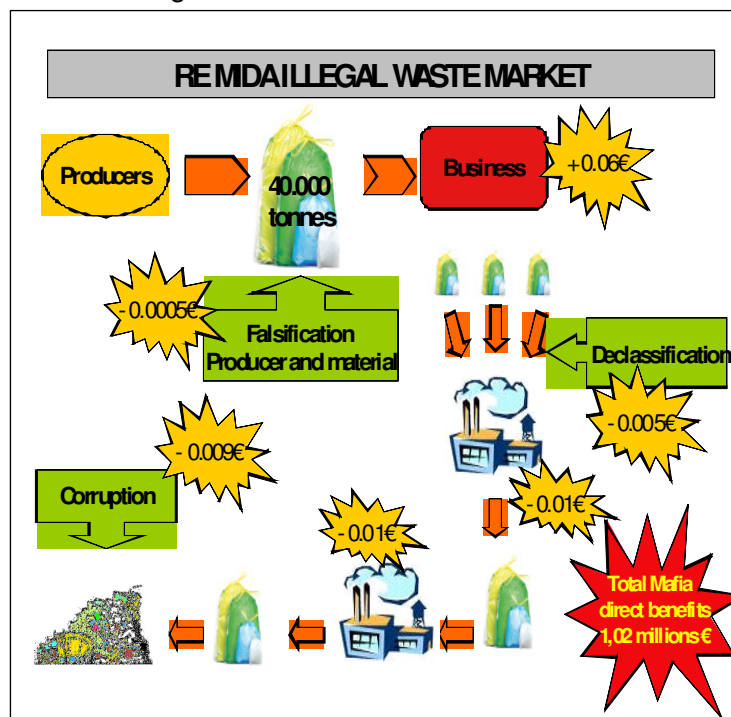 RE MIDA ILLEGAL WASTE MARKET
Producers
40.000
tonnes
Business
+0.06€
- 0.0005€
Falsification
Producer and material
Declassification
- 0.005€
- 0.009€
Corruption
- 0.01€
- 0.01€
Total Mafia
direct benefits
1,02 millions €